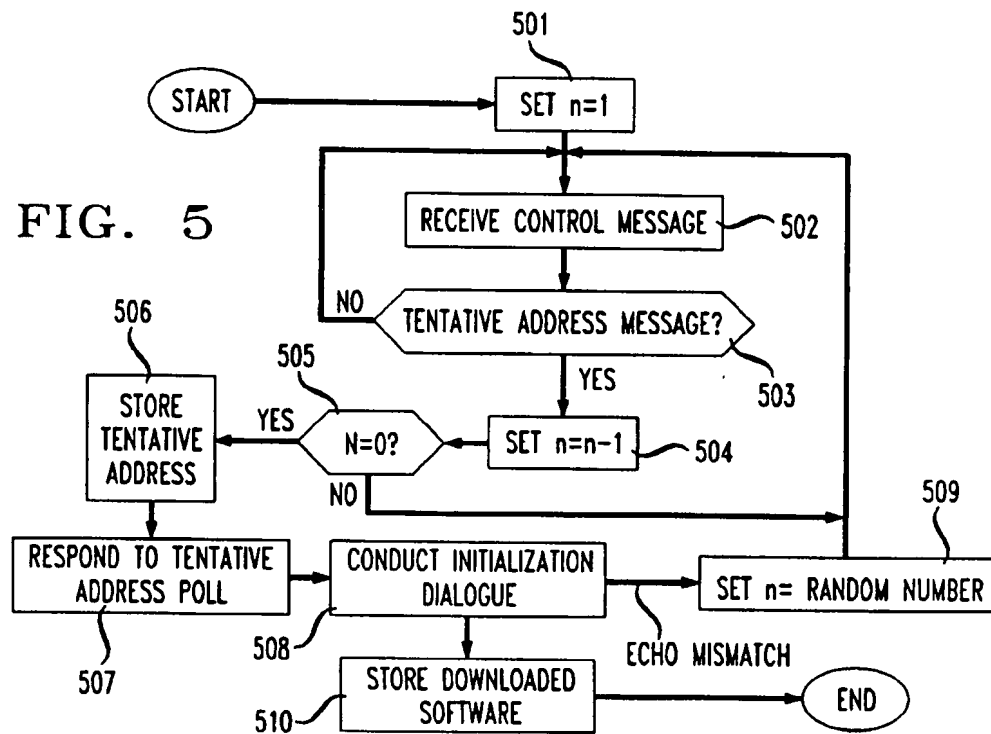 501
START
SET n=1
FIG. 5
RECEIVE CONTROL MESSAGE
502
NO
TENTATIVE ADDRESS MESSAGE?
503
YES
506
505
STORE
TENTATIVE
ADDRESS
YES
N=0?
SET n=n-1
504
NO
509
RESPOND TO TENTATIVE
ADDRESS POLL
507
CONDUCT INITIALIZATION
DIALOGUE
508
SET n= RANDOM NUMBER
ECHO MISMATCH
STORE DOWNLOADED
SOFTWARE
510
END